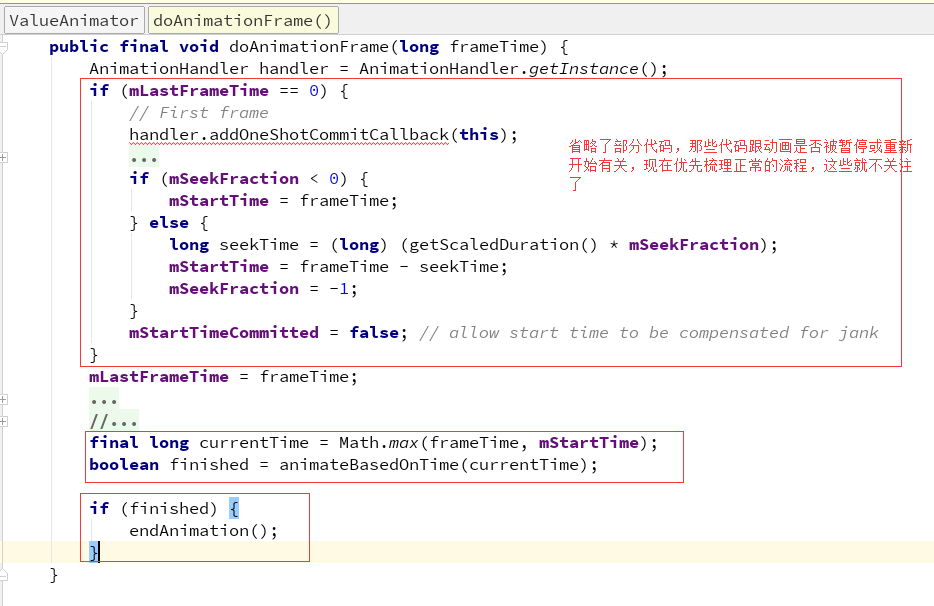 ValueAnimator doAnimationFrame()
public final void doAnimationFrame(long frameTime) {
AnimationHandler handler = AnimationHandler.getInstance();
if (mLastFrameTime == 0) {
// First frame
handler.addOneShotCommitCallback(this);
...
省略了部分代码，那些代码跟动画是否被暂停或重新
开始有关，现在优先梳理正常的流程，这些就不关注
了
if (mSeekFraction < 0) {
mStartTime = frameTime;
} else {
long seekTime = (long) (getScaledDuration() * mSeekFraction);
mStartTime = frameTime - seekTime;
mSeekFraction = -1;
}
mStartTimeCommitted = false; // allow start time to be compensated for jank
}
mLastFrameTime = frameTime;
...
//...
final long currentTime = Math.max(frameTime, mStartTime);
boolean finished = animateBasedOnTime(currentTime);
if (finished) {
endAnimation();
}
}